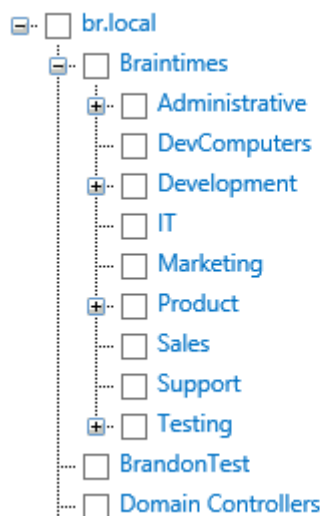 br.local
Braintimes
Administrative
DevComputers
Development
IT
Marketing
Product
Sales
Support
Testing
BrandonTest
Domain Controllers